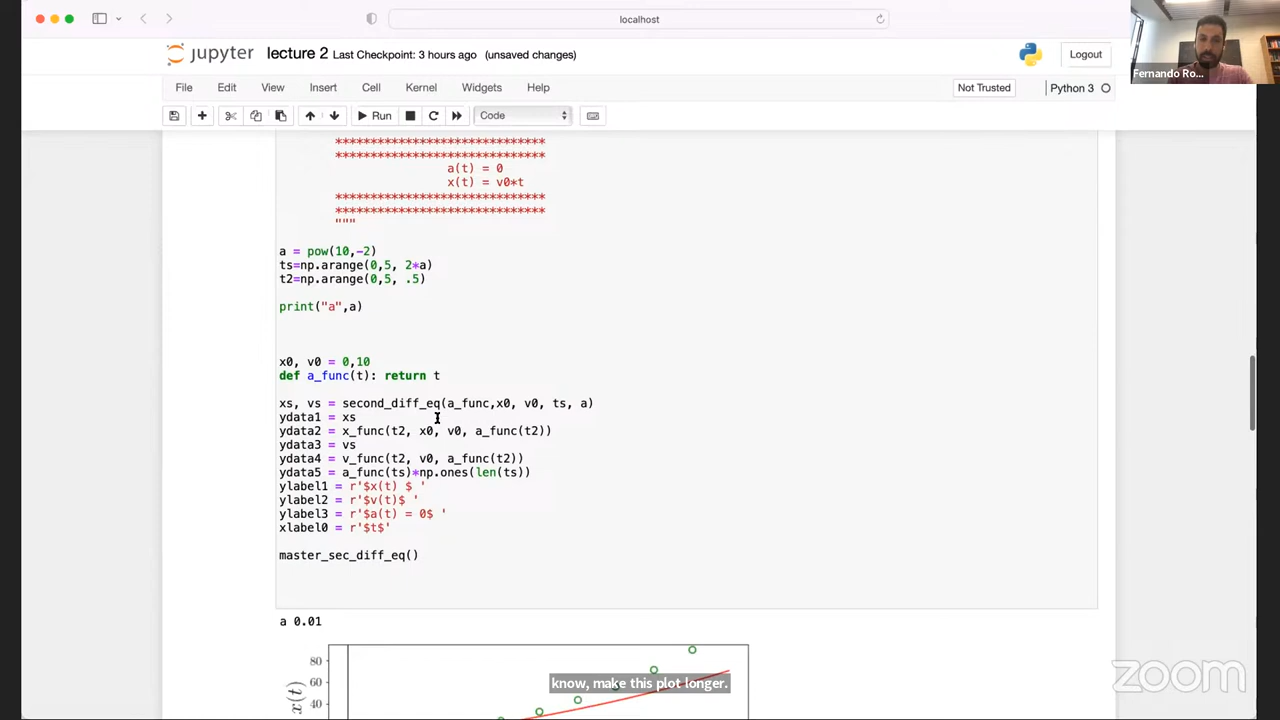 localhost
jupyter lecture 2 Last Checkpoint: 3 hours ago (unsaved changes)
Logout
Fernando Ro...
File Edit View Insert Cell Kernel Widgets Help
Not Trusted
Python 3
Run
Code
******************************
******************************
a(t) = 0
x(t) = v0*t
******************************
******************************
"""
a = pow(10,-2)
ts=np.arange(0,5, 2*a)
t2=np.arange(0,5, .5)
print("a",a)
x0, v0 = 0,10
def a_func(t): return t
xs, vs = second_diff_eq(a_func,x0, v0, ts, a)
ydata1 = xs
ydata2 = x_func(t2, x0, v0, a_func(t2))
ydata3 = vs
ydata4 = v_func(t2, v0, a_func(t2))
ydata5 = a_func(ts)*np.ones(len(ts))
ylabel1 = r'$x(t) $ '
ylabel2 = r'$v(t)$ '
ylabel3 = r'$a(t) = 0$ '
xlabel0 = r'$t$'
master_sec_diff_eq()
a 0.01
80
60
40
x(t)
know, make this plot longer.
zoom